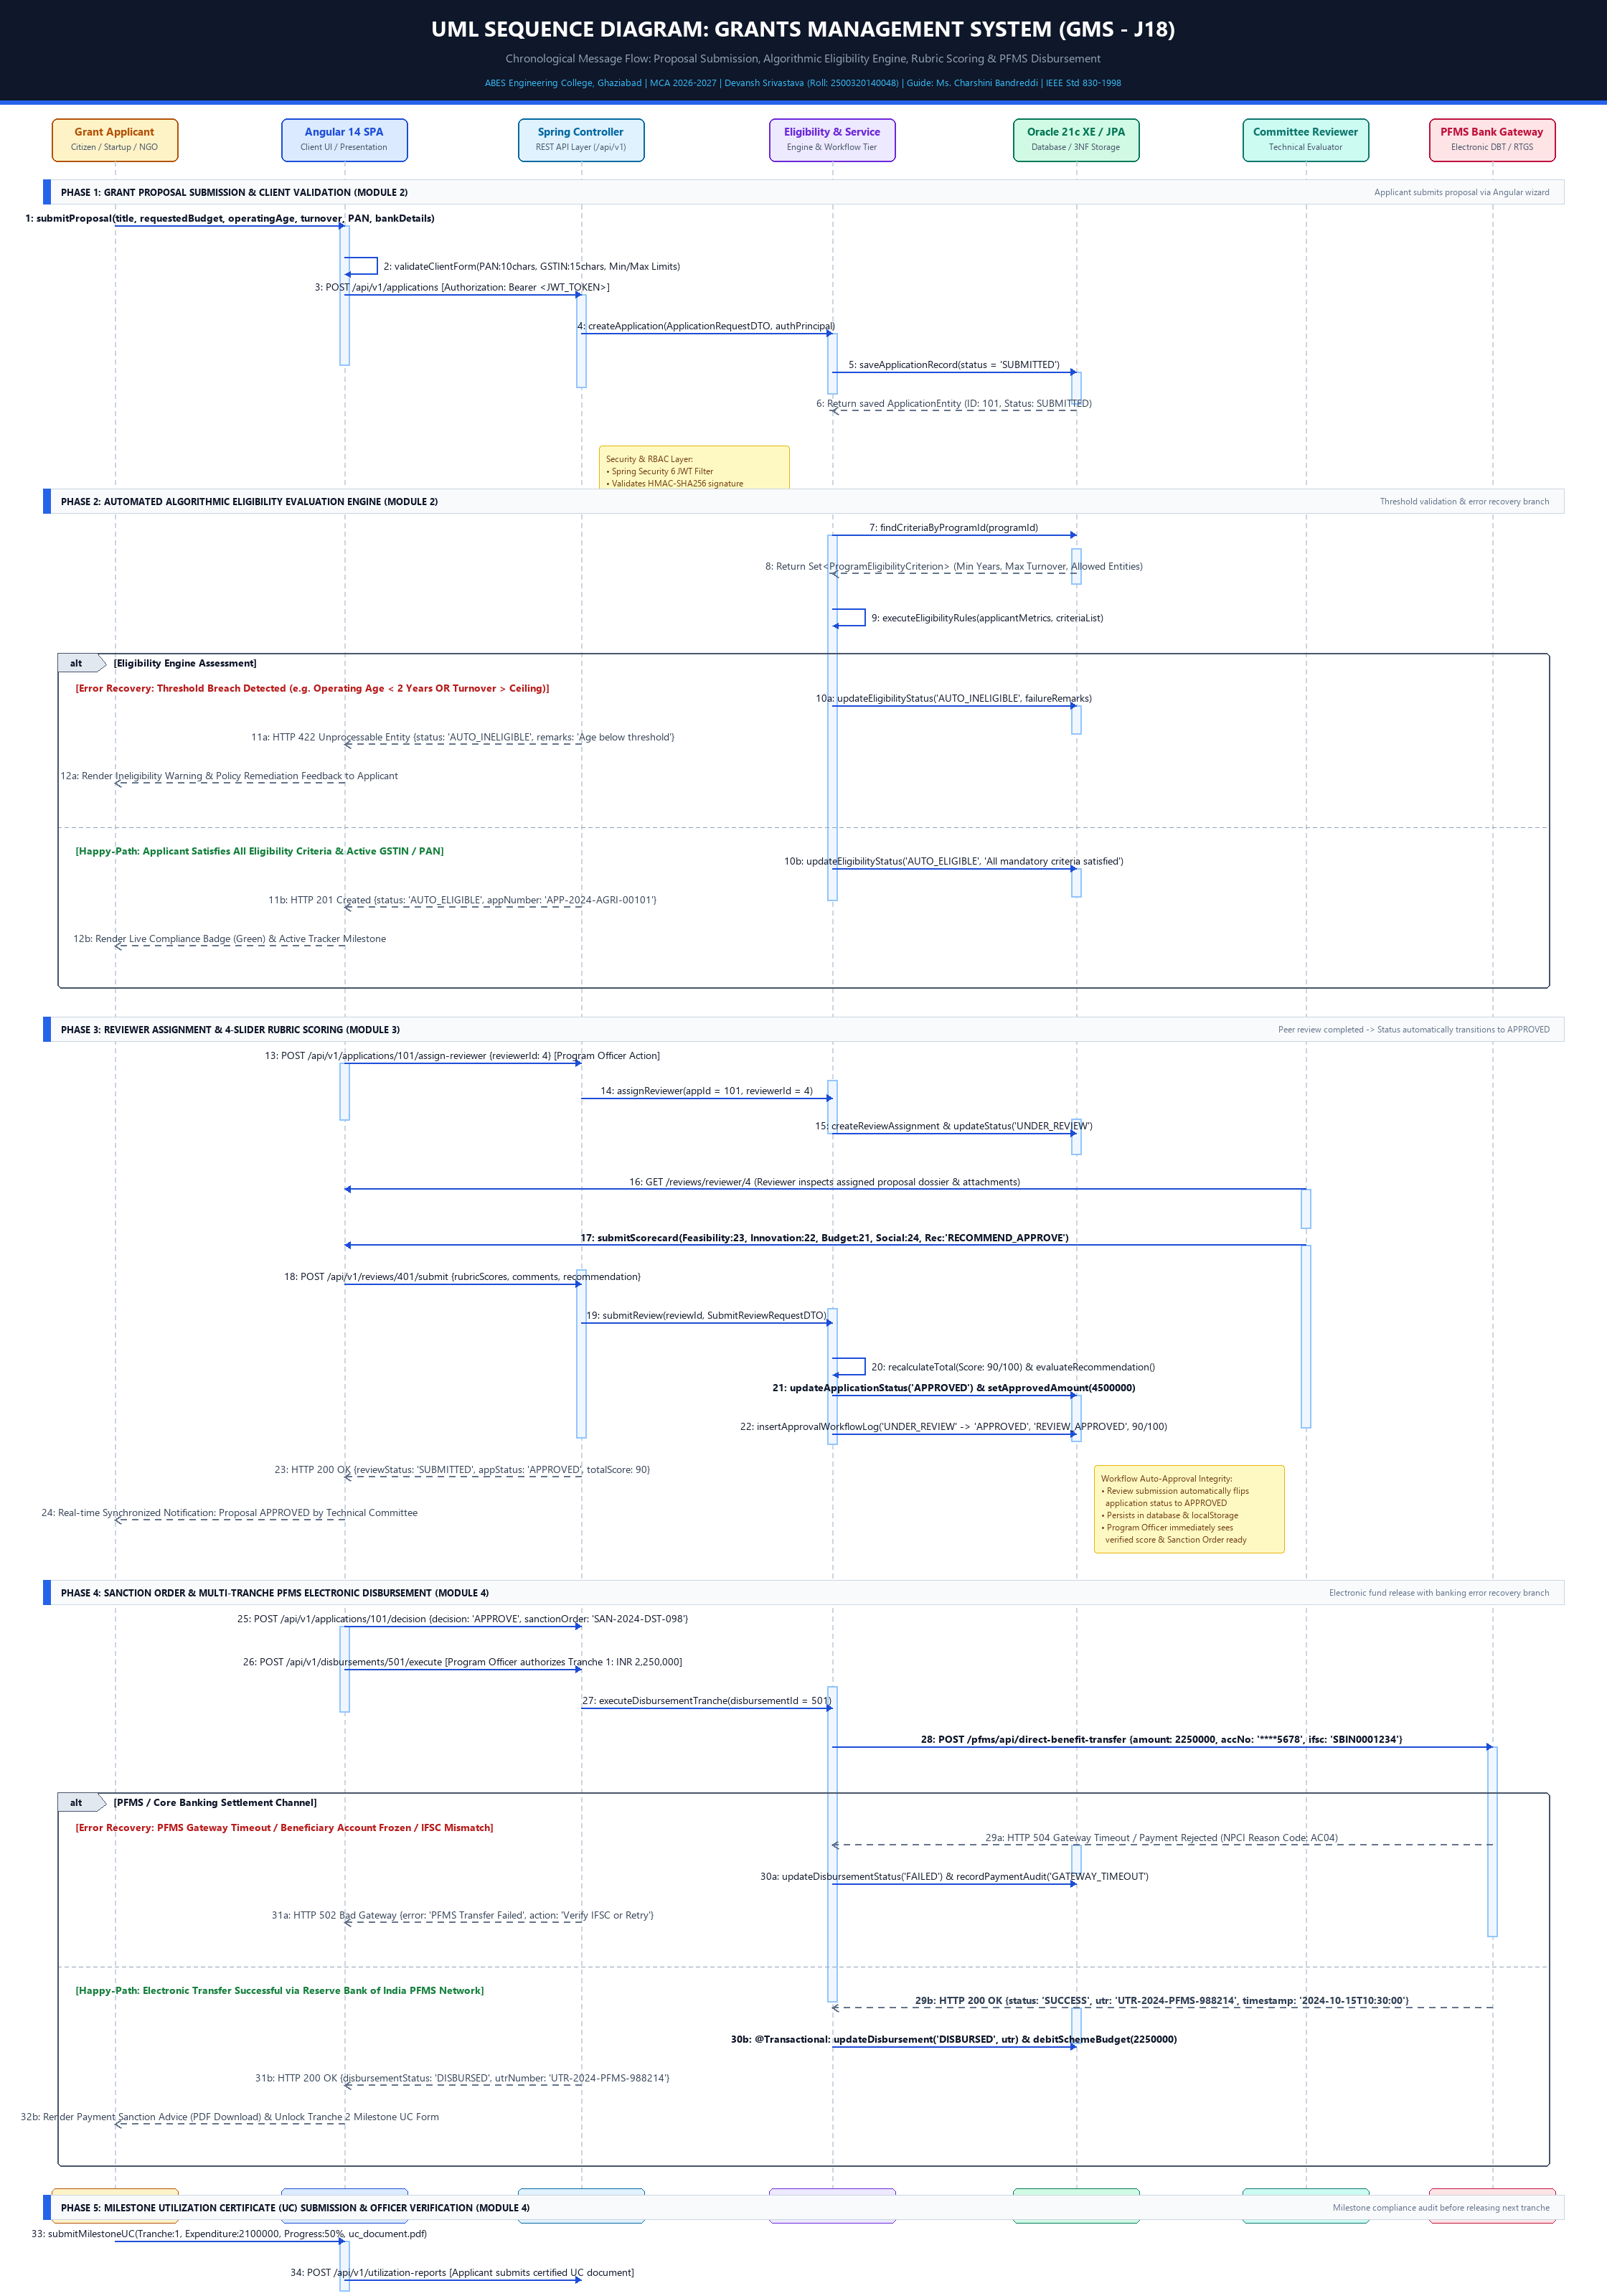 UML SEQUENCE DIAGRAM: GRANTS MANAGEMENT SYSTEM (GMS - J18)
Chronological Message Flow: Proposal Submission, Algorithmic Eligibility Engine, Rubric Scoring & PFMS Disbursement
ABES Engineering College, Ghaziabad | MCA 2026-2027 | Devansh Srivastava (Roll: 2500320140048) | Guide: Ms. Charshini Bandreddi | IEEE Std 830-1998
Grant Applicant
Citizen / Startup / NGO
Angular 14 SPA
Client UI / Presentation
Spring Controller
REST API Layer (/api/v1)
Eligibility & Service
Engine & Workflow Tier
Oracle 21c XE / JPA
Database / 3NF Storage
Committee Reviewer
Technical Evaluator
PFMS Bank Gateway
Electronic DBT / RTGS
PHASE 1: GRANT PROPOSAL SUBMISSION & CLIENT VALIDATION (MODULE 2)
Applicant submits proposal via Angular wizard
1: submitProposal(title, requestedBudget, operatingAge, turnover, PAN, bankDetails)
2: validateClientForm(PAN:10chars, GSTIN:15chars, Min/Max Limits)
3: POST /api/v1/applications [Authorization: Bearer <JWT_TOKEN>]
4: createApplication(ApplicationRequestDTO, authPrincipal)
5: saveApplicationRecord(status = 'SUBMITTED')
6: Return saved ApplicationEntity (ID: 101, Status: SUBMITTED)
Security & RBAC Layer:
• Spring Security 6 JWT Filter
• Validates HMAC-SHA256 signature
PHASE 2: AUTOMATED ALGORITHMIC ELIGIBILITY EVALUATION ENGINE (MODULE 2)
Threshold validation & error recovery branch
7: findCriteriaByProgramId(programId)
8: Return Set<ProgramEligibilityCriterion> (Min Years, Max Turnover, Allowed Entities)
9: executeEligibilityRules(applicantMetrics, criteriaList)
alt [Eligibility Engine Assessment]
[Error Recovery: Threshold Breach Detected (e.g. Operating Age < 2 Years OR Turnover > Ceiling)]
10a: updateEligibilityStatus('AUTO_INELIGIBLE', failureRemarks)
11a: HTTP 422 Unprocessable Entity {status: 'AUTO_INELIGIBLE', remarks: 'Age below threshold'}
12a: Render Ineligibility Warning & Policy Remediation Feedback to Applicant
[Happy-Path: Applicant Satisfies All Eligibility Criteria & Active GSTIN / PAN]
10b: updateEligibilityStatus('AUTO_ELIGIBLE', 'All mandatory criteria satisfied')
11b: HTTP 201 Created {status: 'AUTO_ELIGIBLE', appNumber: 'APP-2024-AGRI-00101'}
12b: Render Live Compliance Badge (Green) & Active Tracker Milestone
PHASE 3: REVIEWER ASSIGNMENT & 4-SLIDER RUBRIC SCORING (MODULE 3)
Peer review completed -> Status automatically transitions to APPROVED
13: POST /api/v1/applications/101/assign-reviewer {reviewerId: 4} [Program Officer Action]
14: assignReviewer(appId = 101, reviewerId = 4)
15: createReviewAssignment & updateStatus('UNDER_REVIEW')
16: GET /reviews/reviewer/4 (Reviewer inspects assigned proposal dossier & attachments)
17: submitScorecard(Feasibility:23, Innovation:22, Budget:21, Social:24, Rec:'RECOMMEND_APPROVE')
18: POST /api/v1/reviews/401/submit {rubricScores, comments, recommendation}
19: submitReview(reviewId, SubmitReviewRequestDTO)
20: recalculateTotal(Score: 90/100) & evaluateRecommendation()
21: updateApplicationStatus('APPROVED') & setApprovedAmount(4500000)
22: insertApprovalWorkflowLog('UNDER_REVIEW' -> 'APPROVED', 'REVIEW_APPROVED', 90/100)
23: HTTP 200 OK {reviewStatus: 'SUBMITTED', appStatus: 'APPROVED', totalScore: 90}
24: Real-time Synchronized Notification: Proposal APPROVED by Technical Committee
Workflow Auto-Approval Integrity:
• Review submission automatically flips
application status to APPROVED
• Persists in database & localStorage
• Program Officer immediately sees
verified score & Sanction Order ready
PHASE 4: SANCTION ORDER & MULTI-TRANCHE PFMS ELECTRONIC DISBURSEMENT (MODULE 4)
Electronic fund release with banking error recovery branch
25: POST /api/v1/applications/101/decision {decision: 'APPROVE', sanctionOrder: 'SAN-2024-DST-098'}
26: POST /api/v1/disbursements/501/execute [Program Officer authorizes Tranche 1: INR 2,250,000]
27: executeDisbursementTranche(disbursementId = 501)
28: POST /pfms/api/direct-benefit-transfer {amount: 2250000, accNo: '****5678', ifsc: 'SBIN0001234'}
alt [PFMS / Core Banking Settlement Channel]
[Error Recovery: PFMS Gateway Timeout / Beneficiary Account Frozen / IFSC Mismatch]
29a: HTTP 504 Gateway Timeout / Payment Rejected (NPCI Reason Code: AC04)
30a: updateDisbursementStatus('FAILED') & recordPaymentAudit('GATEWAY_TIMEOUT')
31a: HTTP 502 Bad Gateway {error: 'PFMS Transfer Failed', action: 'Verify IFSC or Retry'}
[Happy-Path: Electronic Transfer Successful via Reserve Bank of India PFMS Network]
29b: HTTP 200 OK {status: 'SUCCESS', utr: 'UTR-2024-PFMS-988214', timestamp: '2024-10-15T10:30:00'}
30b: @Transactional: updateDisbursement('DISBURSED', utr) & debitSchemeBudget(2250000)
31b: HTTP 200 OK {disbursementStatus: 'DISBURSED', utrNumber: 'UTR-2024-PFMS-988214'}
32b: Render Payment Sanction Advice (PDF Download) & Unlock Tranche 2 Milestone UC Form
PHASE 5: MILESTONE UTILIZATION CERTIFICATE (UC) SUBMISSION & OFFICER VERIFICATION (MODULE 4)
Milestone compliance audit before releasing next tranche
33: submitMilestoneUC(Tranche:1, Expenditure:2100000, Progress:50%, uc_document.pdf)
34: POST /api/v1/utilization-reports [Applicant submits certified UC document]